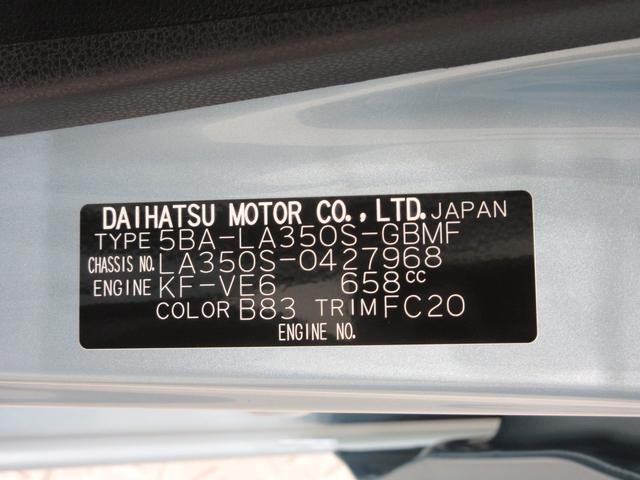 DAIHATSU MOTOR CO.,LTD. JAPAN
TYPE 5BA-LA350S-GBMF
CHASSIS NO. LA350S-0427968
ENGINE KF-VE6 658cc
COLOR B83 TRIM FC20
ENGINE NO.